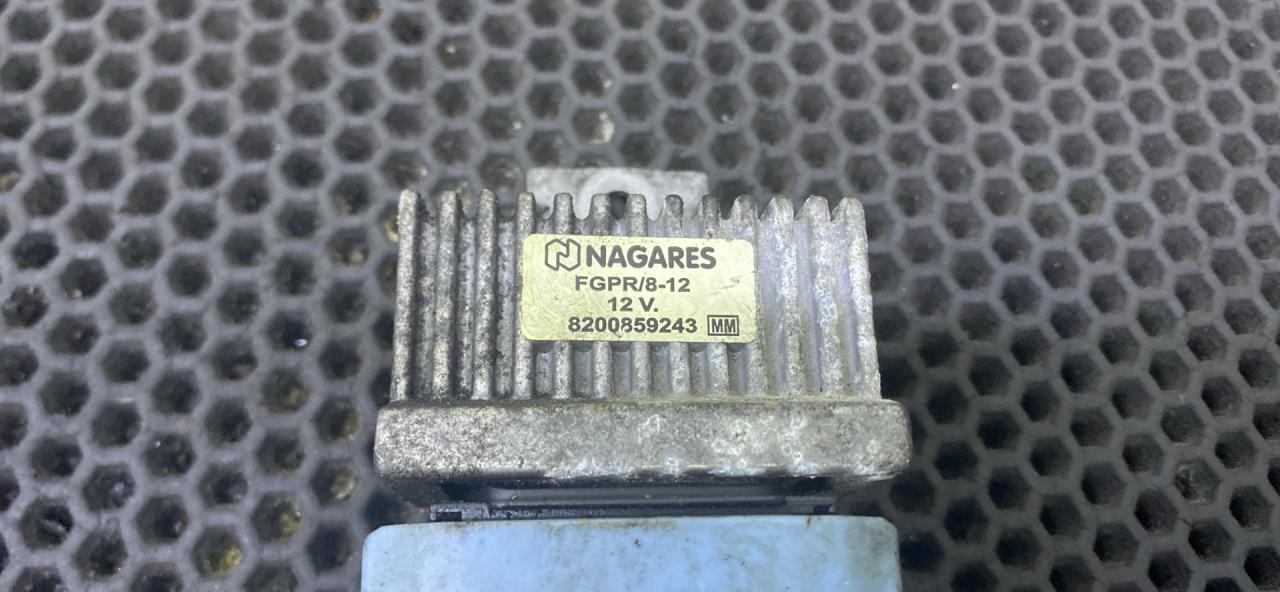 NAGARES
FGPR/8-12
12 V.
8200859243 MM